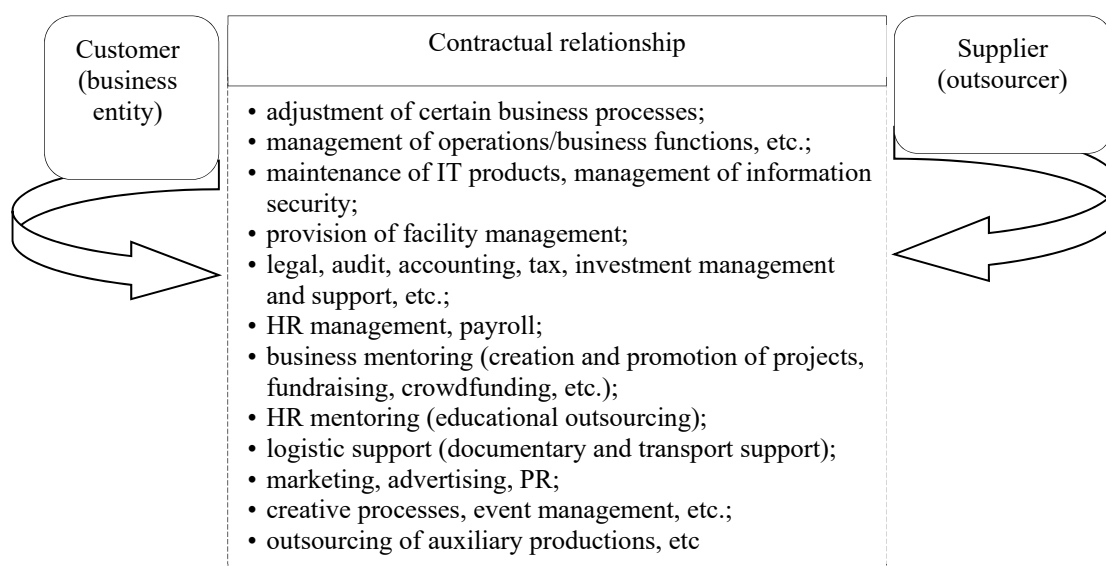 Customer
(business
entity)
Contractual relationship
Supplier
(outsourcer)
• adjustment of certain business processes;
• management of operations/business functions, etc.;
• maintenance of IT products, management of information
security;
• provision of facility management;
• legal, audit, accounting, tax, investment management
and support, etc.;
• HR management, payroll;
• business mentoring (creation and promotion of projects,
fundraising, crowdfunding, etc.);
• HR mentoring (educational outsourcing);
• logistic support (documentary and transport support);
• marketing, advertising, PR;
• creative processes, event management, etc.;
• outsourcing of auxiliary productions, etc